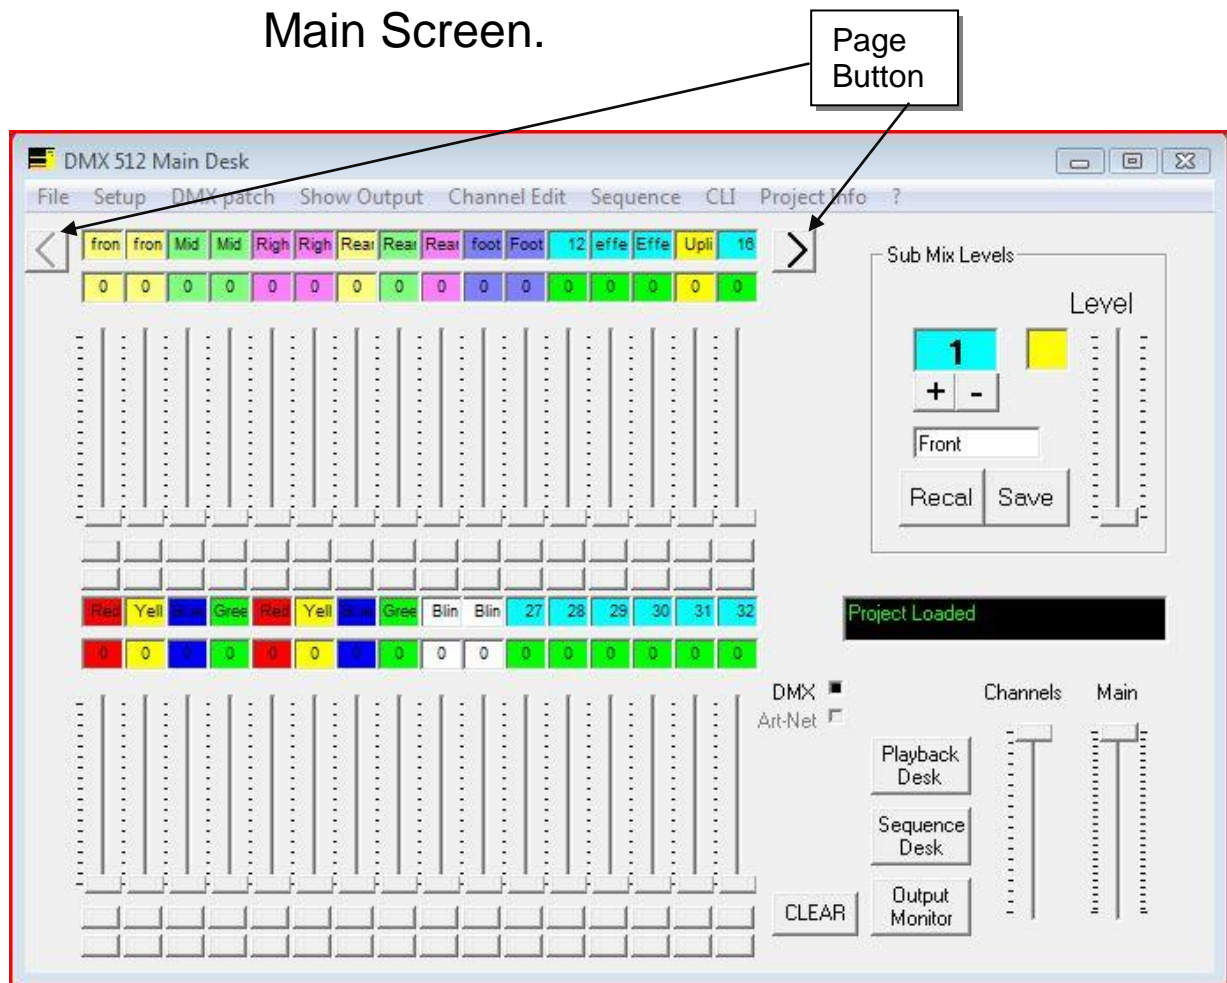 Main Screen.
Page
Button
DMX 512 Main Desk
File Setup DMX patch Show Output Channel Edit Sequence CLI Project Info ?
< fron fron Mid Mid Righ Righ Rear Rear Rear foot Foot 12 effe Effe Upli 16 >
0 0 0 0 0 0 0 0 0 0 0 0 0 0 0 0
Sub Mix Levels
Level
1
+ -
Front
Recal Save
Red Yell Gree Red Yell Gree Blin Blin 27 28 29 30 31 32
0 0 0 0 0 0 0 0 0 0 0 0 0 0 0 0
Project Loaded
DMX
Art-Net
Channels Main
Playback
Desk
Sequence
Desk
Output
Monitor
CLEAR